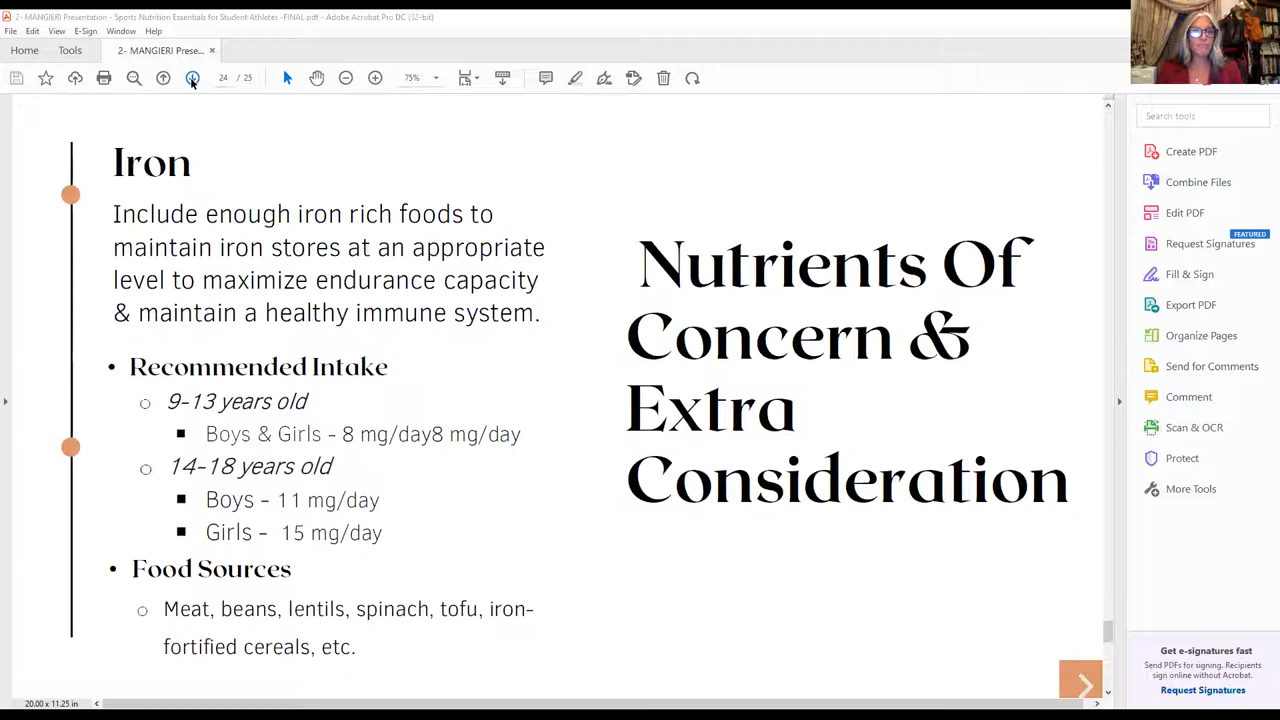 2- MANGIERI Presentation - Sports Nutrition Essentials for Student Athletes -FINAL.pdf - Adobe Acrobat Pro DC (32-bit)
File Edit View E-Sign Window Help
Home Tools 2- MANGIERI Prese... ×
24 / 25 75%
Iron
Include enough iron rich foods to
maintain iron stores at an appropriate
level to maximize endurance capacity
& maintain a healthy immune system.
• Recommended Intake
9-13 years old
Boys & Girls - 8 mg/day8 mg/day
14-18 years old
Boys - 11 mg/day
Girls - 15 mg/day
• Food Sources
Meat, beans, lentils, spinach, tofu, iron-
fortified cereals, etc.
Nutrients Of
Concern &
Extra
Consideration
Search tools
Create PDF
Combine Files
Edit PDF
FEATURED
Request Signatures
Fill & Sign
Export PDF
Organize Pages
Send for Comments
Comment
Scan & OCR
Protect
More Tools
Get e-signatures fast
Send PDFs for signing. Recipients
sign online without Acrobat.
Request Signatures
20.00 x 11.25 in